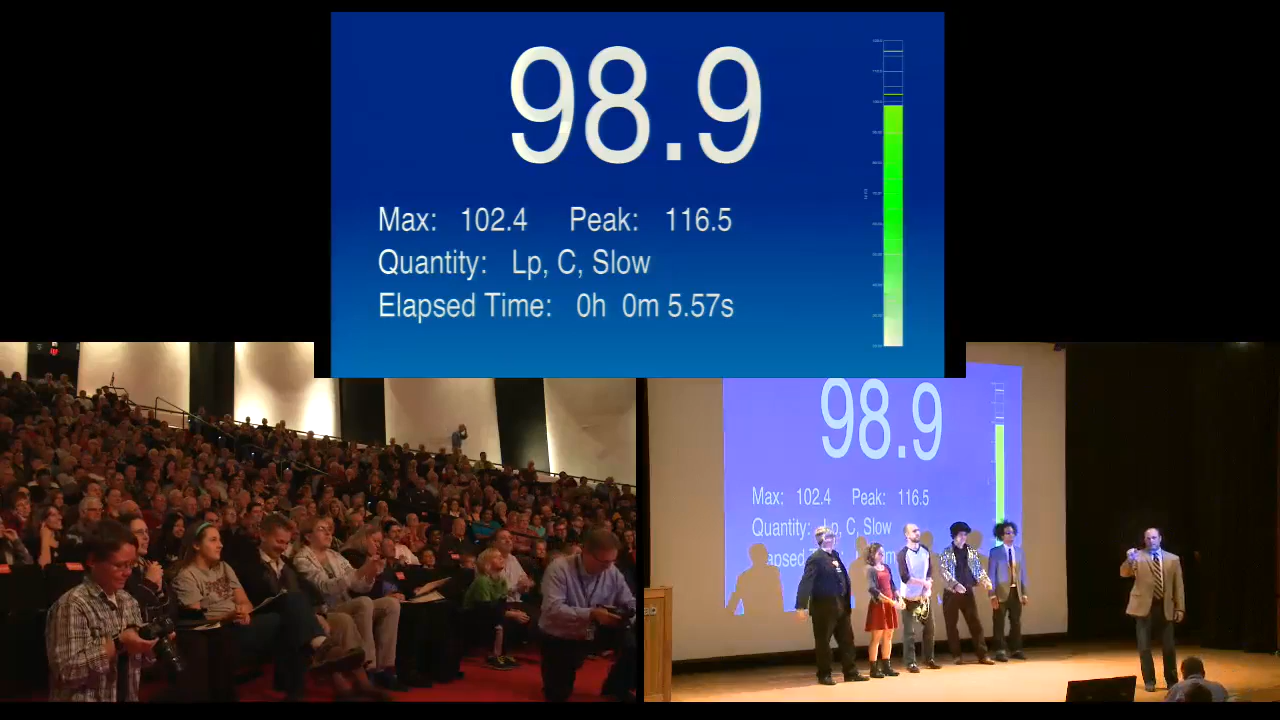 98.9
Max: 102.4 Peak: 116.5
Quantity: Lp, C, Slow
Elapsed Time: 0h 0m 5.57s
98.9
Max: 102.4 Peak: 116.5
Quantity: Lp, C, Slow